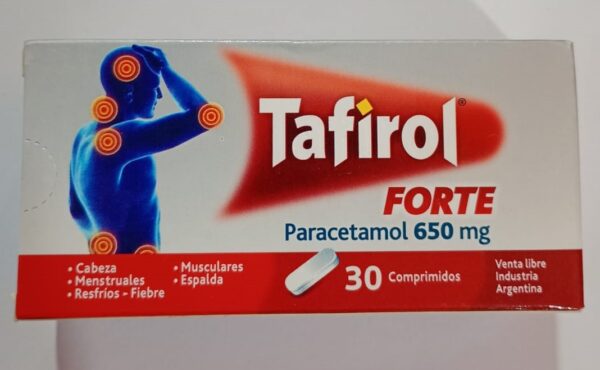 Tafirol®
FORTE
Paracetamol 650 mg
• Cabeza
• Menstruales
• Resfríos - Fiebre
• Musculares
• Espalda
30 Comprimidos
Venta libre
Industria
Argentina